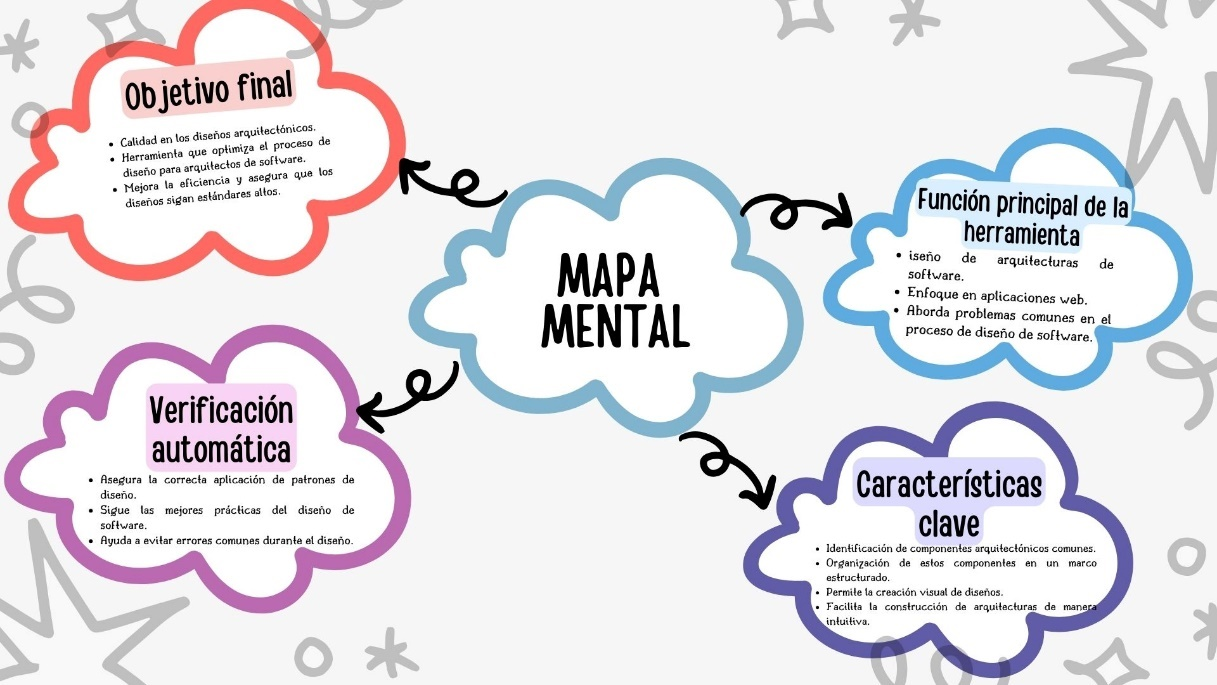 Objetivo final
• Calidad en los diseños arquitectónicos.
• Herramienta que optimiza el proceso de
diseño para arquitectos de software.
• Mejora la eficiencia y asegura que los
diseños sigan estándares altos.
Función principal de la
herramienta
• iseño de arquitecturas de
software.
• Enfoque en aplicaciones web.
• Aborda problemas comunes en el
proceso de diseño de software.
MAPA
MENTAL
Verificación
automática
• Asegura la correcta aplicación de patrones de
diseño.
• Sigue las mejores prácticas del diseño de
software.
• Ayuda a evitar errores comunes durante el diseño.
Características
clave
• Identificación de componentes arquitectónicos comunes.
• Organización de estos componentes en un marco
estructurado.
• Permite la creación visual de diseños.
• Facilita la construcción de arquitecturas de manera
intuitiva.